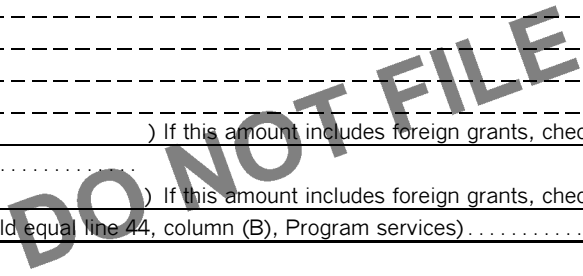 ) If this amount includes foreign grants, chec
.............
) If this amount includes foreign grants, chec
ld equal line 44, column (B), Program services)...........
DO NOT FILE